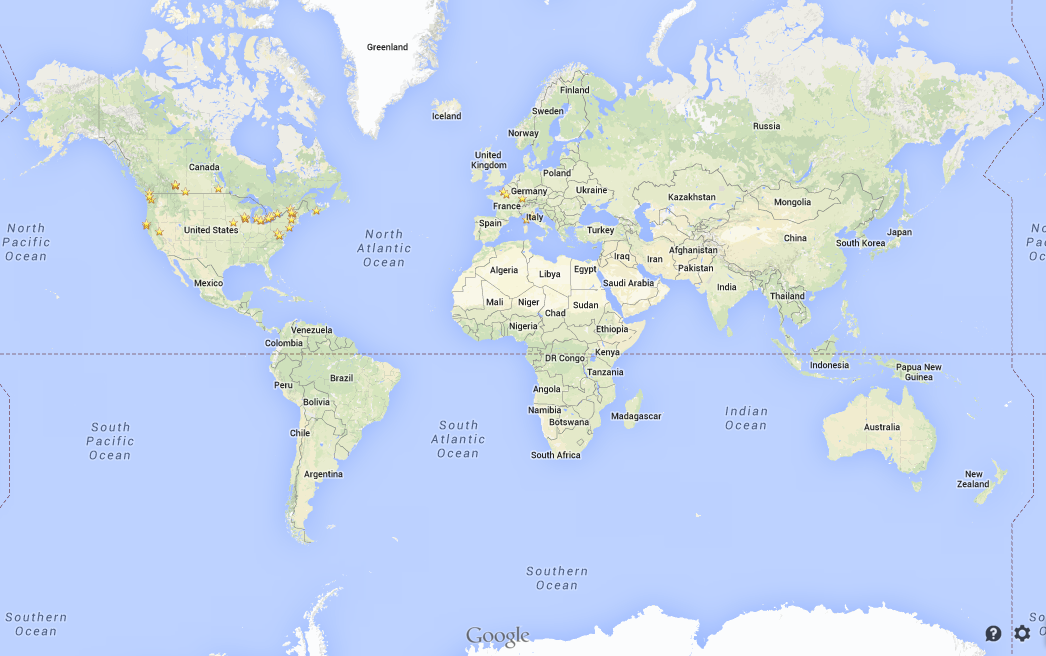 Greenland
Iceland
Finland
Sweden
Norway
Russia
United
Kingdom
Canada
Poland
Germany
Ukraine
France
Kazakhstan
Mongolia
Italy
Spain
United States
North
Pacific
Ocean
North
Atlantic
Ocean
Turkey
China
Japan
South Korea
No
Pa
Oc
Afghanistan
Iraq
Iran
Pakistan
Algeria
Libya
Egypt
Saudi Arabia
India
Thailand
Mexico
Mali
Niger
Chad
Sudan
Nigeria
Ethiopia
Venezuela
Colombia
Kenya
DR Congo
Tanzania
Indonesia
Papua New
Guinea
Peru
Brazil
Bolivia
Angola
Namibia
Botswana
Madagascar
Indian
Ocean
Chile
South
Pacific
Ocean
South
Atlantic
Ocean
Australia
South Africa
Argentina
New
Zealand
Southern
Ocean
Southern
Ocean
So
O
Google
?